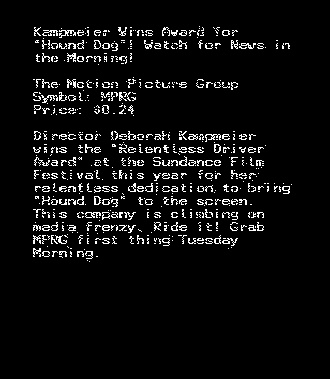 Kampmeier Wins Award for
"Hound Dog"! Watch for News in
the Morning!
The Motion Picture Group
Symbol: MPRG
Price: $0.24
Director Deborah Kampmeier
wins the "Relentless Driver
Award" at the Sundance Film
Festival this year for her
relentless dedication to bring
"Hound Dog" to the screen.
This company is climbing on
media frenzy. Ride it! Grab
MPRG first thing Tuesday
Morning.